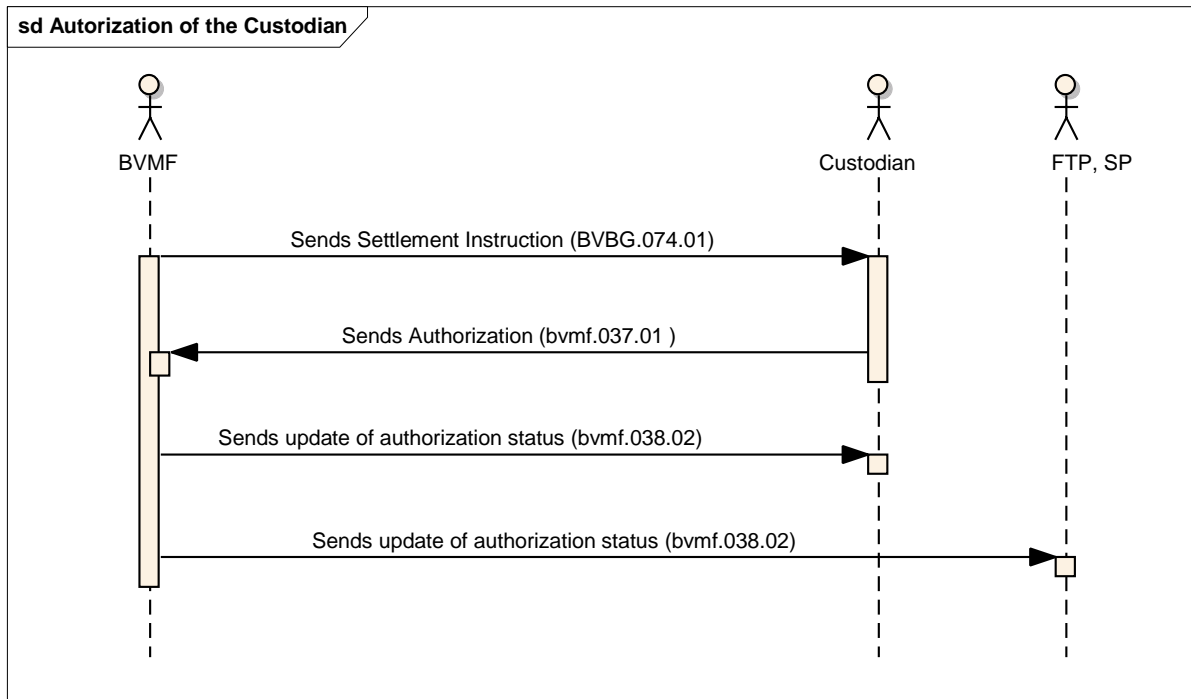 sd Autorization of the Custodian
BVMF
Custodian
FTP, SP
Sends Settlement Instruction (BVBG.074.01)
Sends Authorization (bvmf.037.01 )
Sends update of authorization status (bvmf.038.02)
Sends update of authorization status (bvmf.038.02)